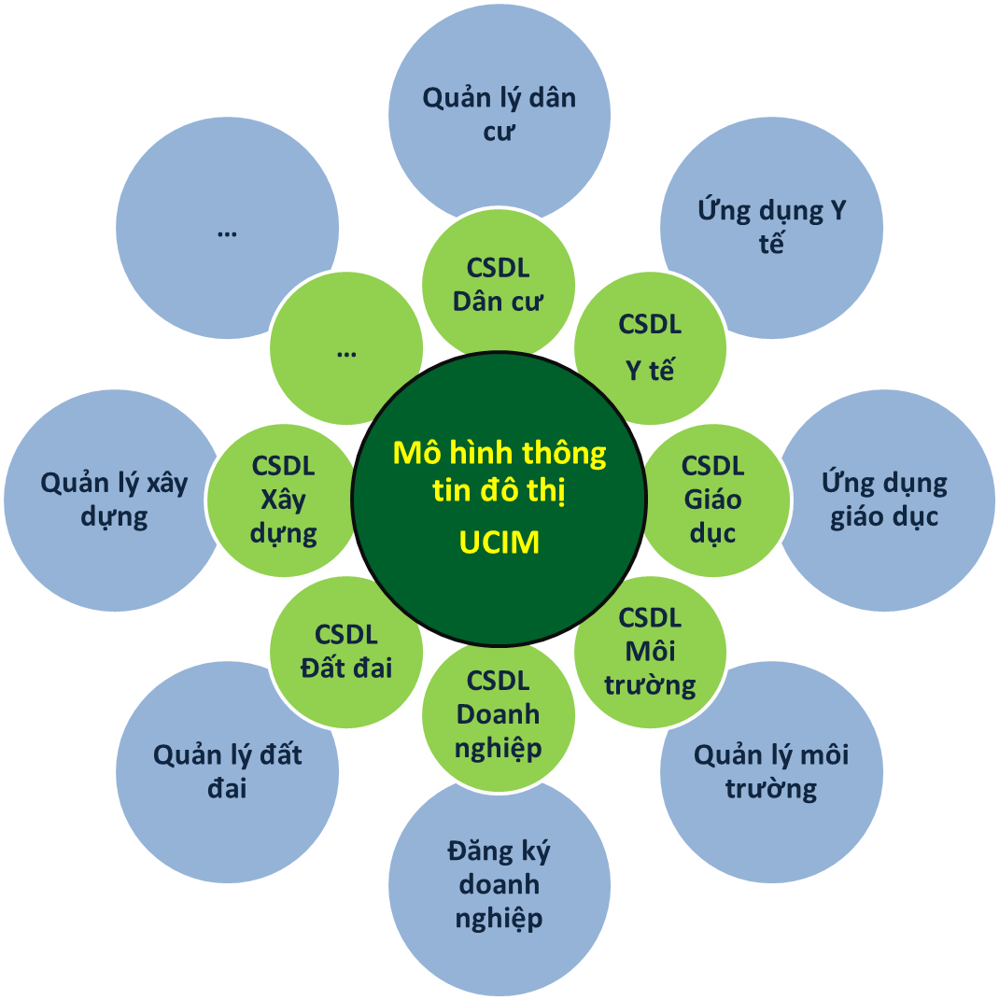 Quản lý dân
cư
Ứng dụng Y
tế
...
CSDL
Dân cư
CSDL
Y tế
...
Mô hình thông
tin đô thị
UCIM
CSDL
Xây
dựng
CSDL
Giáo
dục
Quản lý xây
dựng
Ứng dụng
giáo dục
CSDL
Đất đai
CSDL
Môi
trường
CSDL
Doanh
nghiệp
Quản lý đất
đai
Quản lý môi
trường
Đăng ký
doanh
nghiệp